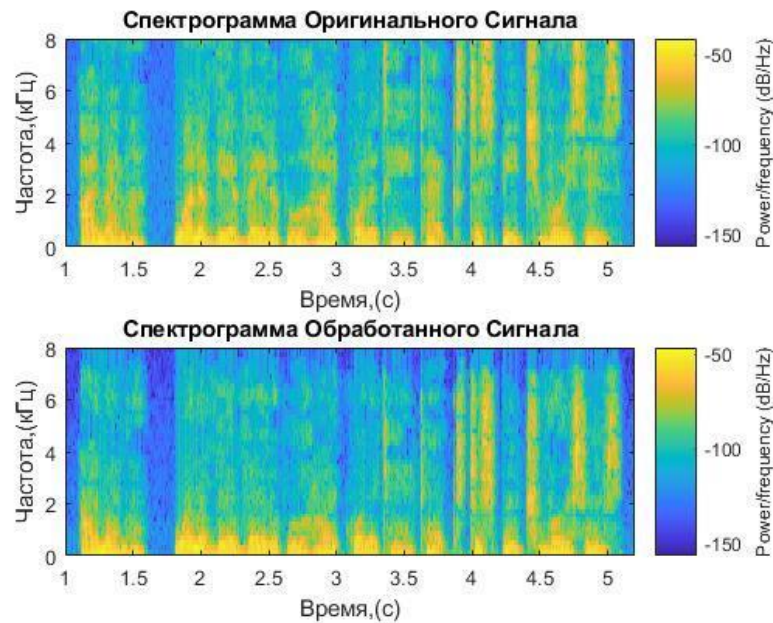 Спектрограмма Оригинального Сигнала
8
6
4
2
0
Частота,(кГц)
1 1.5 2 2.5 3 3.5 4 4.5 5
Время,(с)
-50
-100
-150
Power/frequency (dB/Hz)
Спектрограмма Обработанного Сигнала
8
6
4
2
0
Частота,(кГц)
1 1.5 2 2.5 3 3.5 4 4.5 5
Время,(с)
-50
-100
-150
Power/frequency (dB/Hz)